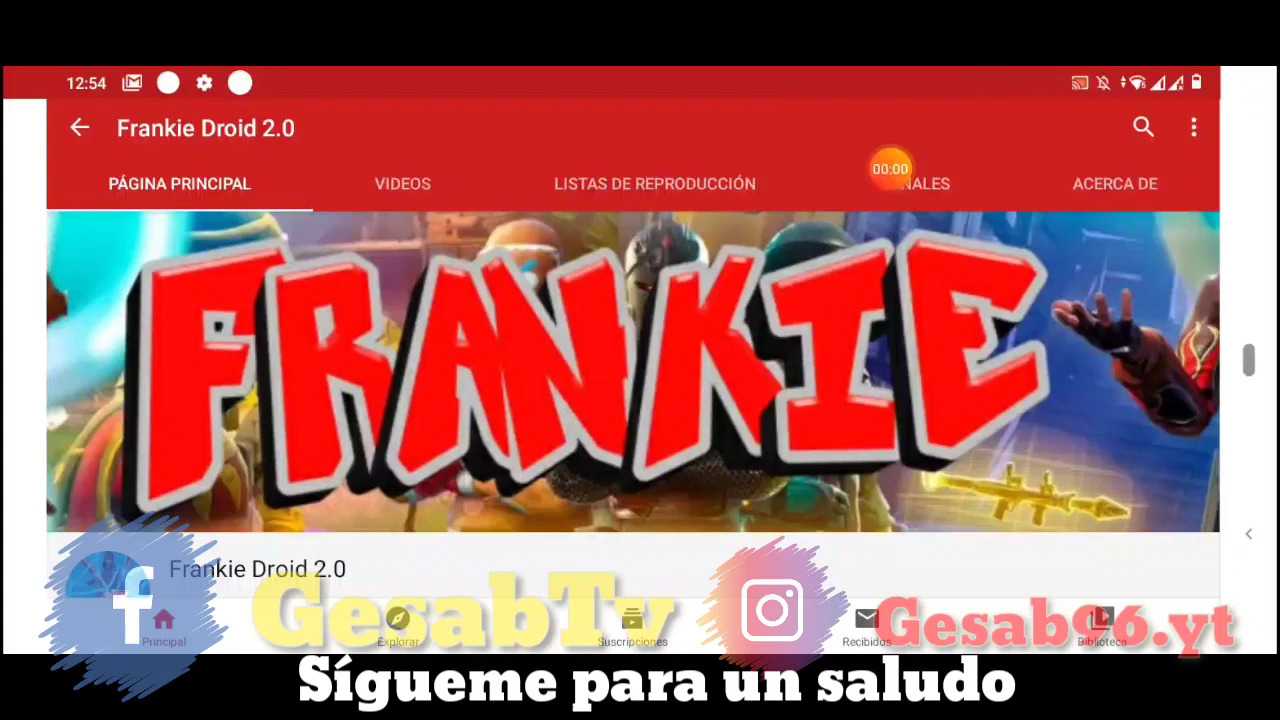 12:54
Frankie Droid 2.0
00:00
PÁGINA PRINCIPAL VIDEOS LISTAS DE REPRODUCCIÓN NALES ACERCA DE
FRANKIE
Frankie Droid 2.0
f GesabTv Gesab96.yt
Principal Explorar Suscripciones Recibidos Biblioteca
Sígueme para un saludo